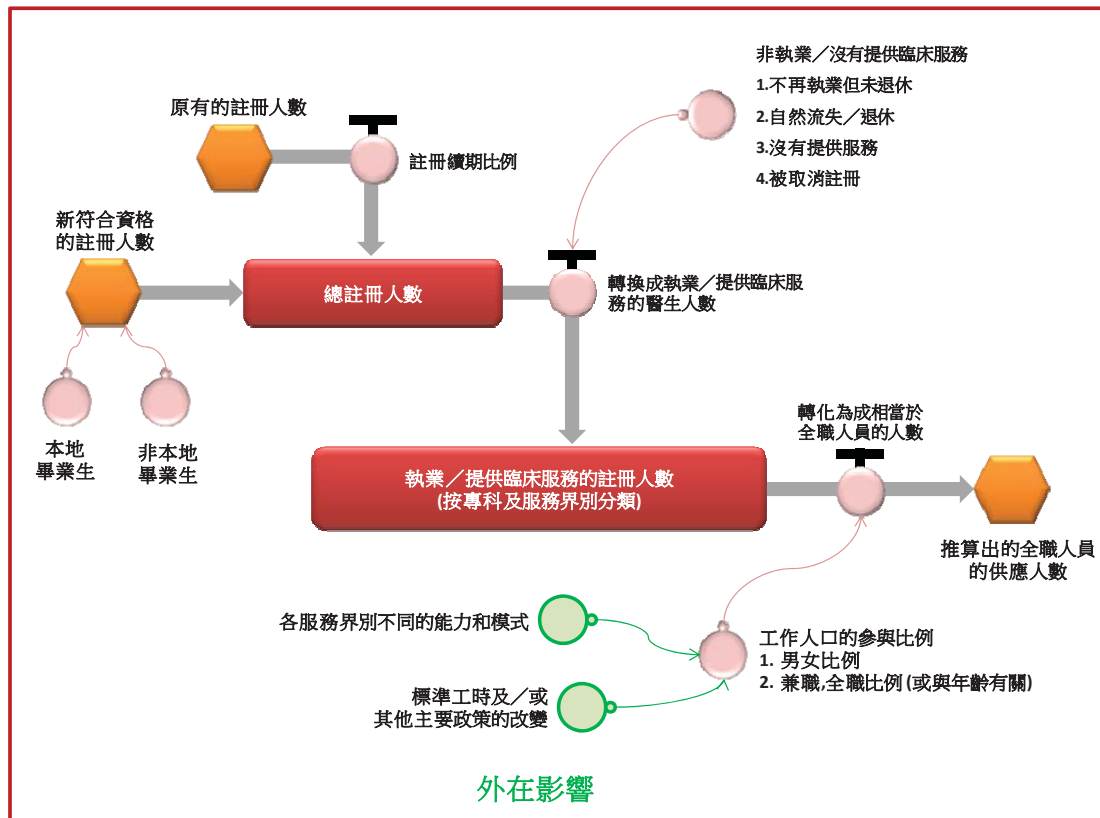 非執業／沒有提供臨床服務
1.不再執業但未退休
2.自然流失／退休
3.沒有提供服務
4.被取消註冊
原有的註冊人數
註冊續期比例
新符合資格
的註冊人數
總註冊人數
轉換成執業／提供臨床服
務的醫生人數
本地
畢業生
非本地
畢業生
轉化為成相當於
全職人員的人數
執業／提供臨床服務的註冊人數
(按專科及服務界別分類)
推算出的全職人員
的供應人數
各服務界別不同的能力和模式
工作人口的參與比例
1. 男女比例
2. 兼職,全職比例 (或與年齡有關)
標準工時及／或
其他主要政策的改變
外在影響